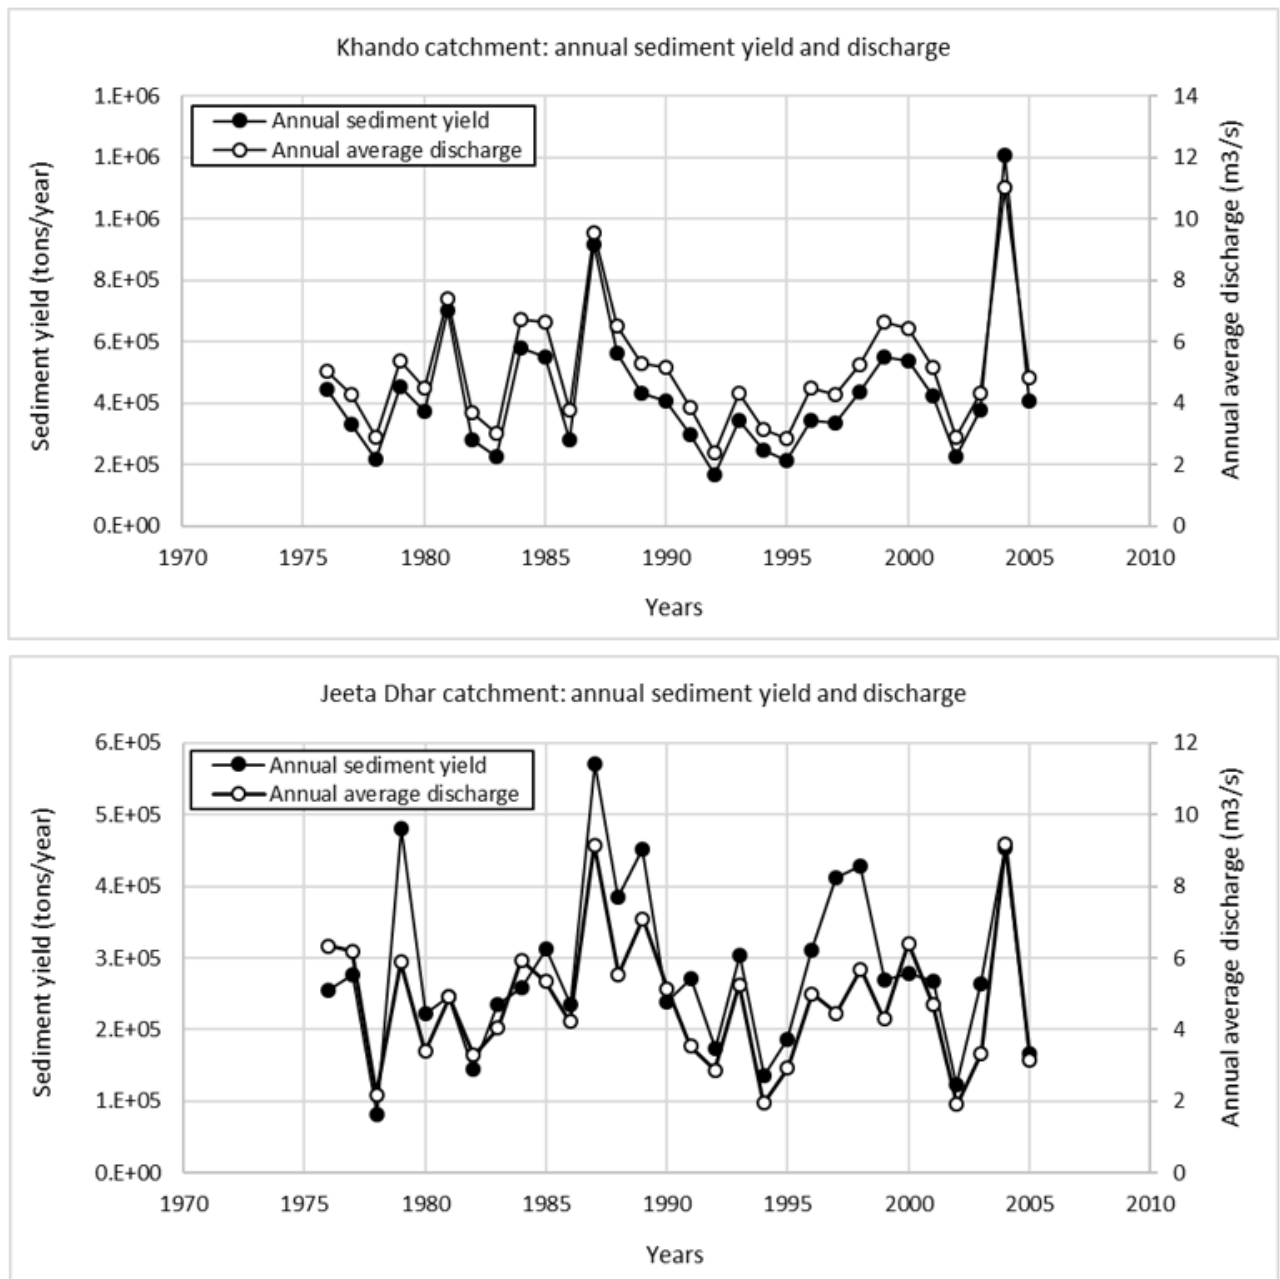 Khando catchment: annual sediment yield and discharge
Annual sediment yield
Annual average discharge
Sediment yield (tons/year)
1.E+06
1.E+06
1.E+06
8.E+05
6.E+05
4.E+05
2.E+05
0.E+00
14
12
10
8
6
4
2
0
Annual average discharge (m3/s)
1970 1975 1980 1985 1990 1995 2000 2005 2010
Years
Jeeta Dhar catchment: annual sediment yield and discharge
Annual sediment yield
Annual average discharge
Sediment yield (tons/year)
6.E+05
5.E+05
4.E+05
3.E+05
2.E+05
1.E+05
0.E+00
12
10
8
6
4
2
0
Annual average discharge (m3/s)
1970 1975 1980 1985 1990 1995 2000 2005 2010
Years